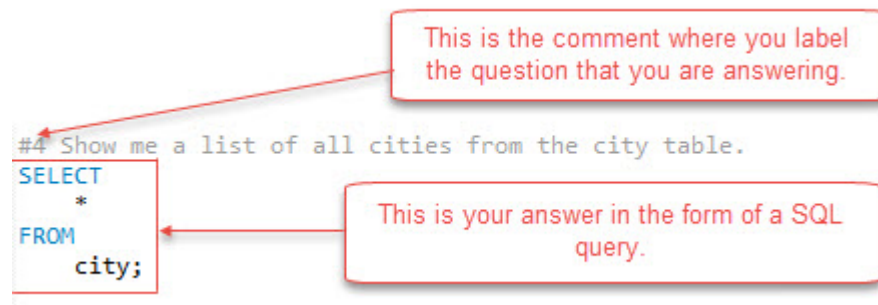 This is the comment where you label
the question that you are answering.
#4 Show me a list of all cities from the city table.
SELECT
*
FROM
city;
This is your answer in the form of a SQL
query.